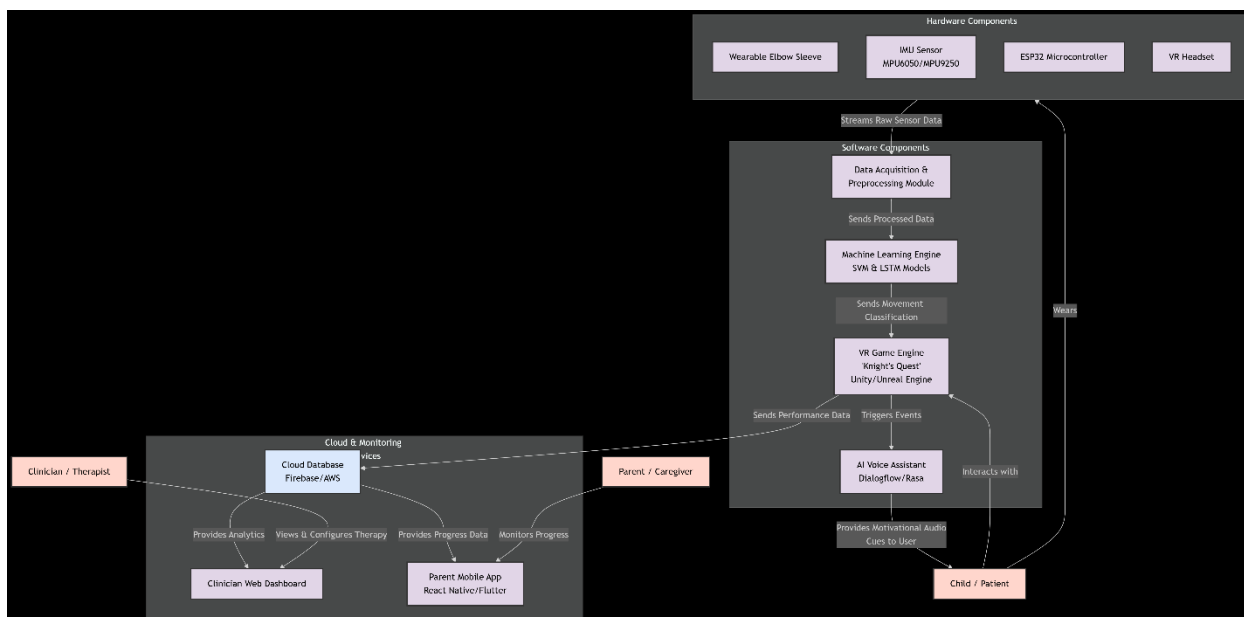 Hardware Components
Wearable Elbow Sleeve
IMU Sensor
MPU6050/MPU9250
ESP32 Microcontroller
VR Headset
Streams Raw Sensor Data
Software Components
Data Acquisition &
Preprocessing Module
Sends Processed Data
Machine Learning Engine
SVM & LSTM Models
Sends Movement
Classification
Wears
VR Game Engine
'Knight's Quest'
Unity/Unreal Engine
Sends Performance Data
Triggers Events
Cloud & Monitoring
vices
Clinician / Therapist
Cloud Database
Firebase/AWS
Parent / Caregiver
AI Voice Assistant
Dialogflow/Rasa
Interacts with
Provides Analytics
Views & Configures Therapy
Provides Progress Data
Monitors Progress
Provides Motivational Audio
Cues to User
Clinician Web Dashboard
Parent Mobile App
React Native/Flutter
Child / Patient